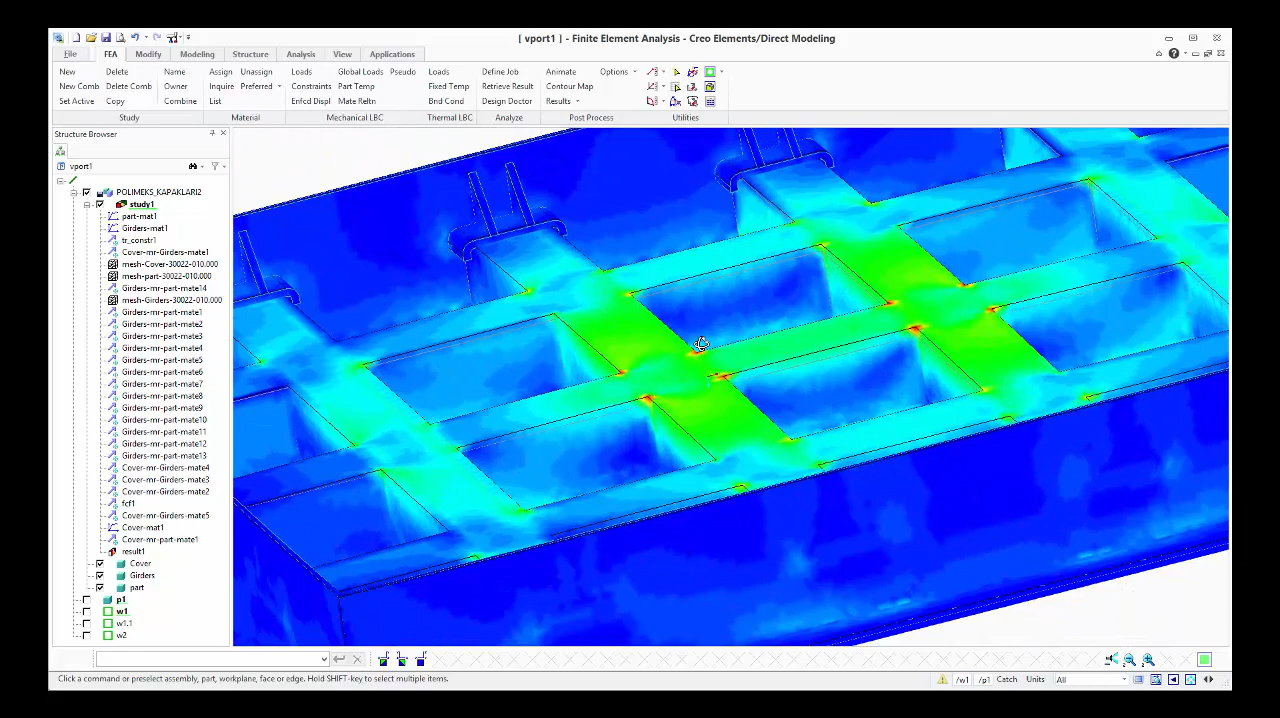 [ vport1 ] - Finite Element Analysis - Creo Elements/Direct Modeling
File FEA Modify Modeling Structure Analysis View Applications
New Delete Name Assign Unassign Loads Global Loads Pseudo Loads Define Job Animate Options
New Comb Delete Comb Owner Inquire Preferred Constraints Part Temp Fixed Temp Retrieve Result Contour Map
Set Active Copy Combine List Enfcd Displ Mate Reltn Bnd Cond Design Doctor Results
Study Material Mechanical LBC Thermal LBC Analyze Post Process Utilities
Structure Browser
vport1
POLIMEKS_KAPAKLARI2
study1
part-mat1
Girders-mat1
tr_constr1
Cover-mr-Girders-mate1
mesh-Cover-30022-010.000
mesh-part-30022-010.000
Girders-mr-part-mate14
mesh-Girders-30022-010.000
Girders-mr-part-mate1
Girders-mr-part-mate2
Girders-mr-part-mate3
Girders-mr-part-mate4
Girders-mr-part-mate5
Girders-mr-part-mate6
Girders-mr-part-mate7
Girders-mr-part-mate8
Girders-mr-part-mate9
Girders-mr-part-mate10
Girders-mr-part-mate11
Girders-mr-part-mate12
Girders-mr-part-mate13
Cover-mr-Girders-mate4
Cover-mr-Girders-mate3
Cover-mr-Girders-mate2
fcf1
Cover-mr-Girders-mate5
Cover-mat1
Cover-mr-part-mate1
result1
Cover
Girders
part
p1
w1
w1.1
w2
Click a command or preselect assembly, part, workplane, face or edge. Hold SHIFT-key to select multiple items.
/w1 /p1 Catch Units All